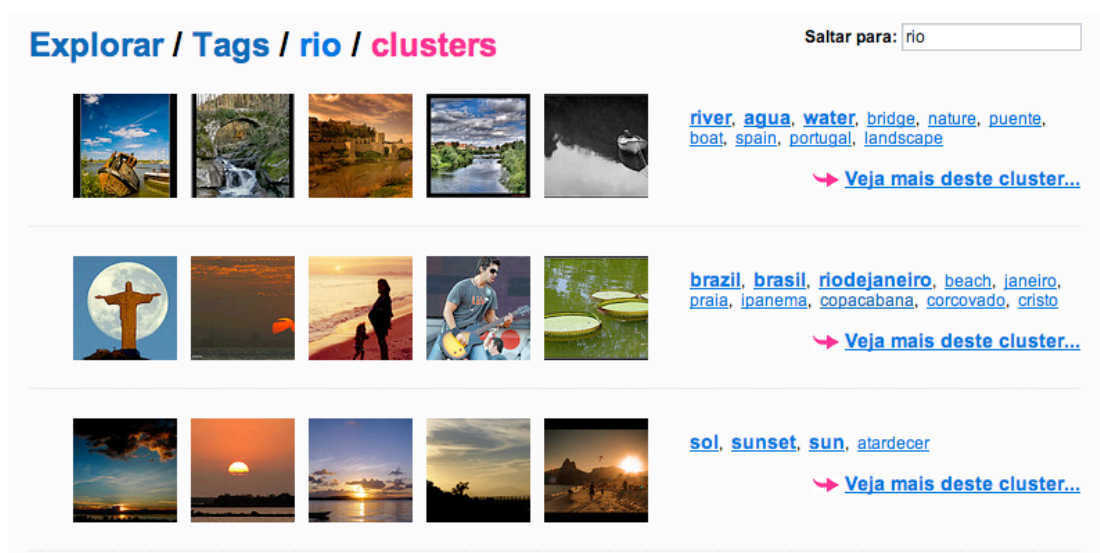 Explorar / Tags / rio / clusters
Saltar para: rio
river, agua, water, bridge, nature, puente,
boat, spain, portugal, landscape
Veja mais deste cluster...
brazil, brasil, riodejaneiro, beach, janeiro,
praia, ipanema, copacabana, corcovado, cristo
Veja mais deste cluster...
sol, sunset, sun, atardecer
Veja mais deste cluster...